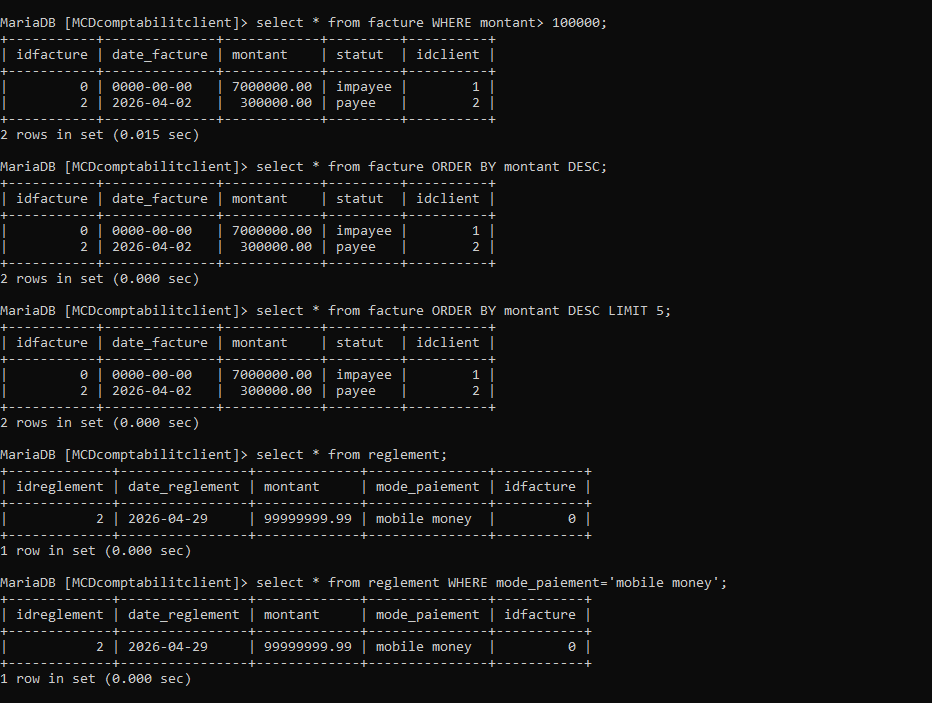 MariaDB [MCDcomptabilitclient]> select * from facture WHERE montant> 100000;
+-----------+--------------+------------+---------+----------+
| idfacture | date_facture | montant    | statut  | idclient |
+-----------+--------------+------------+---------+----------+
|         0 | 0000-00-00   | 7000000.00 | impayee |        1 |
|         2 | 2026-04-02   |  300000.00 | payee   |        2 |
+-----------+--------------+------------+---------+----------+
2 rows in set (0.015 sec)
MariaDB [MCDcomptabilitclient]> select * from facture ORDER BY montant DESC;
+-----------+--------------+------------+---------+----------+
| idfacture | date_facture | montant    | statut  | idclient |
+-----------+--------------+------------+---------+----------+
|         0 | 0000-00-00   | 7000000.00 | impayee |        1 |
|         2 | 2026-04-02   |  300000.00 | payee   |        2 |
+-----------+--------------+------------+---------+----------+
2 rows in set (0.000 sec)
MariaDB [MCDcomptabilitclient]> select * from facture ORDER BY montant DESC LIMIT 5;
+-----------+--------------+------------+---------+----------+
| idfacture | date_facture | montant    | statut  | idclient |
+-----------+--------------+------------+---------+----------+
|         0 | 0000-00-00   | 7000000.00 | impayee |        1 |
|         2 | 2026-04-02   |  300000.00 | payee   |        2 |
+-----------+--------------+------------+---------+----------+
2 rows in set (0.000 sec)
MariaDB [MCDcomptabilitclient]> select * from reglement;
+-------------+----------------+-------------+---------------+-----------+
| idreglement | date_reglement | montant     | mode_paiement | idfacture |
+-------------+----------------+-------------+---------------+-----------+
|           2 | 2026-04-29     | 99999999.99 | mobile money  |         0 |
+-------------+----------------+-------------+---------------+-----------+
1 row in set (0.000 sec)
MariaDB [MCDcomptabilitclient]> select * from reglement WHERE mode_paiement='mobile money';
+-------------+----------------+-------------+---------------+-----------+
| idreglement | date_reglement | montant     | mode_paiement | idfacture |
+-------------+----------------+-------------+---------------+-----------+
|           2 | 2026-04-29     | 99999999.99 | mobile money  |         0 |
+-------------+----------------+-------------+---------------+-----------+
1 row in set (0.000 sec)